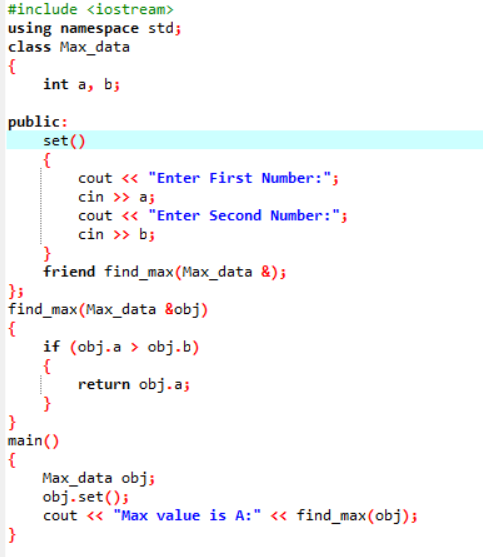 #include <iostream>
using namespace std;
class Max_data
{
    int a, b;

public:
    set()
    {
        cout << "Enter First Number:";
        cin >> a;
        cout << "Enter Second Number:";
        cin >> b;
    }
    friend find_max(Max_data &);
};
find_max(Max_data &obj)
{
    if (obj.a > obj.b)
    {
        return obj.a;
    }
}
main()
{
    Max_data obj;
    obj.set();
    cout << "Max value is A:" << find_max(obj);
}